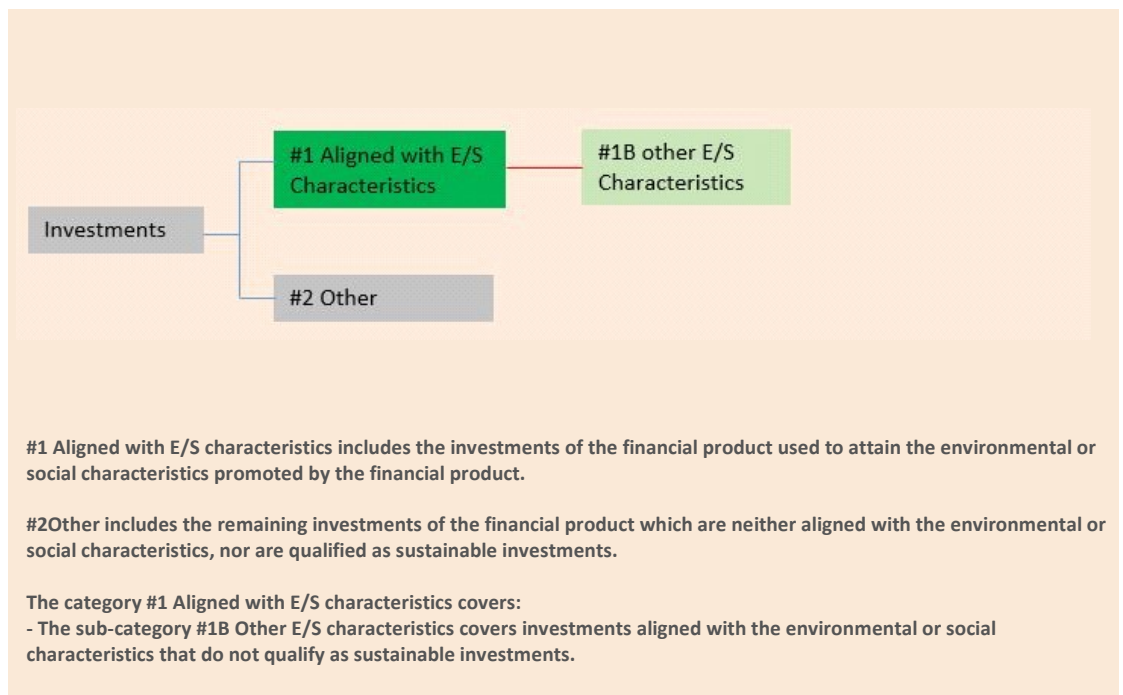 #1 Aligned with E/S
Characteristics
#1B other E/S
Characteristics
Investments
#2 Other
#1 Aligned with E/S characteristics includes the investments of the financial product used to attain the environmental or
social characteristics promoted by the financial product.
#2Other includes the remaining investments of the financial product which are neither aligned with the environmental or
social characteristics, nor are qualified as sustainable investments.
The category #1 Aligned with E/S characteristics covers:
- The sub-category #1B Other E/S characteristics covers investments aligned with the environmental or social
characteristics that do not qualify as sustainable investments.